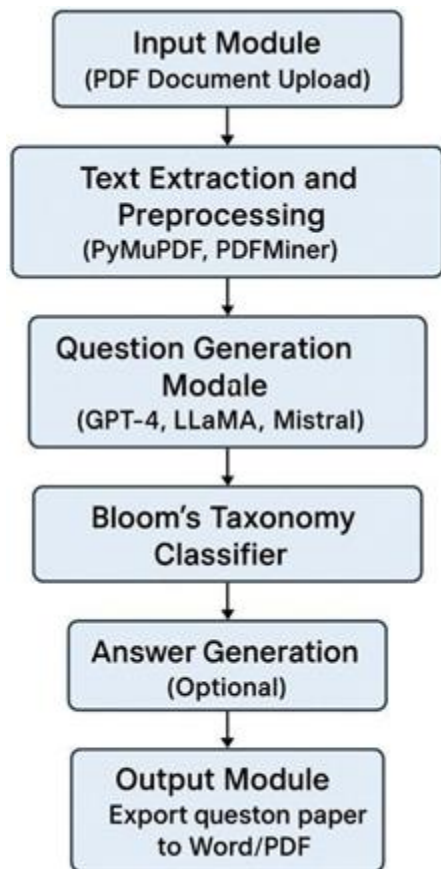 Input Module
(PDF Document Upload)
Text Extraction and
Preprocessing
(PyMuPDF, PDFMiner)
Question Generation
Modale
(GPT-4, LLaMA, Mistral)
Bloom's Taxonomy
Classifier
Answer Generation
(Optional)
Output Module
Export queston paper
to Word/PDF